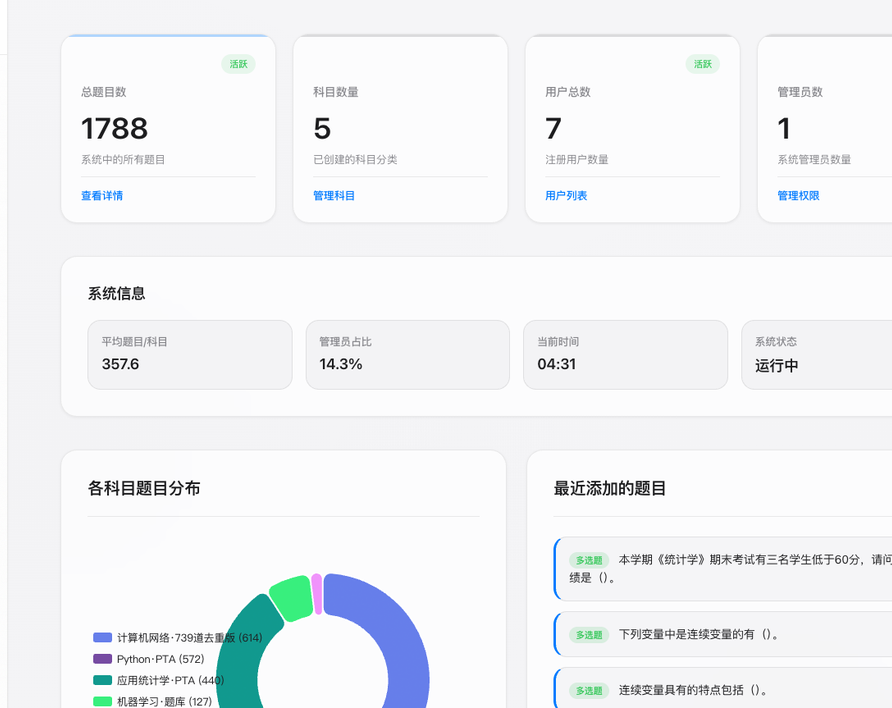 活跃
总题目数
1788
系统中的所有题目
查看详情
科目数量
5
已创建的科目分类
管理科目
活跃
用户总数
7
注册用户数量
用户列表
管理员数
1
系统管理员数量
管理权限
系统信息
平均题目/科目
357.6
管理员占比
14.3%
当前时间
04:31
系统状态
运行中
各科目题目分布
计算机网络·739道去重版 (614)
Python·PTA (572)
应用统计学·PTA (440)
机器学习·题库 (127)
最近添加的题目
多选题 本学期《统计学》期末考试有三名学生低于60分，请问
绩是（）。
多选题 下列变量中是连续变量的有（）。
多选题 连续变量具有的特点包括（）。